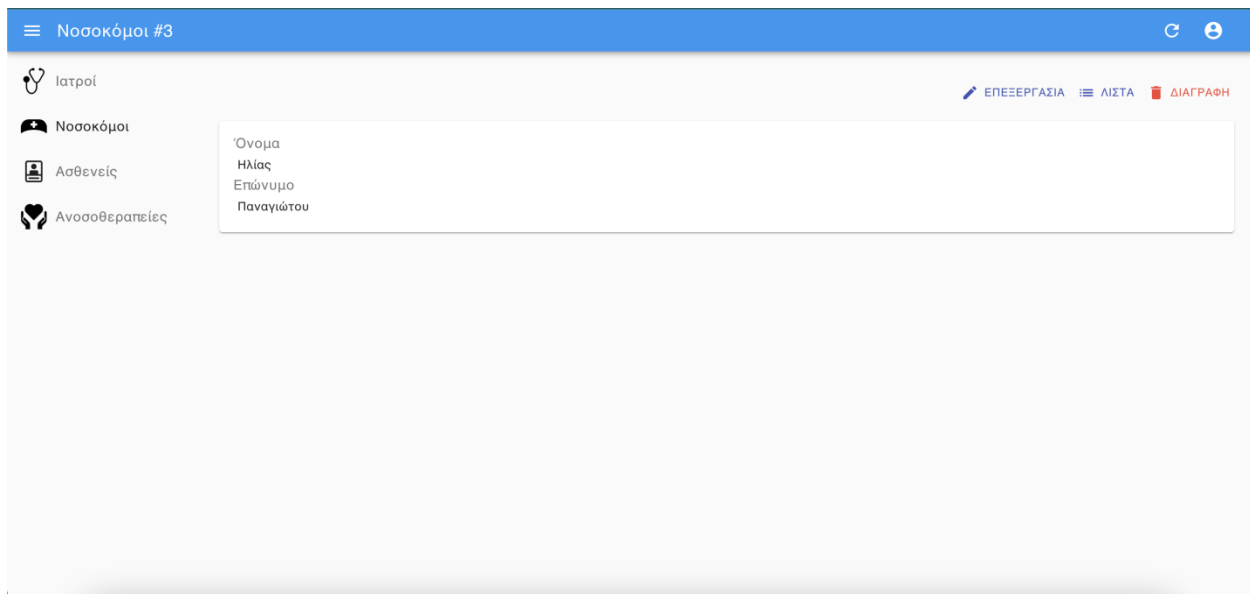 Νοσοκόμοι #3
Ιατροί
Νοσοκόμοι
Ασθενείς
Ανοσοθεραπείες
ΕΠΕΞΕΡΓΑΣΙΑ ΛΙΣΤΑ ΔΙΑΓΡΑΦΗ
Όνομα
Ηλίας
Επώνυμο
Παναγιώτου